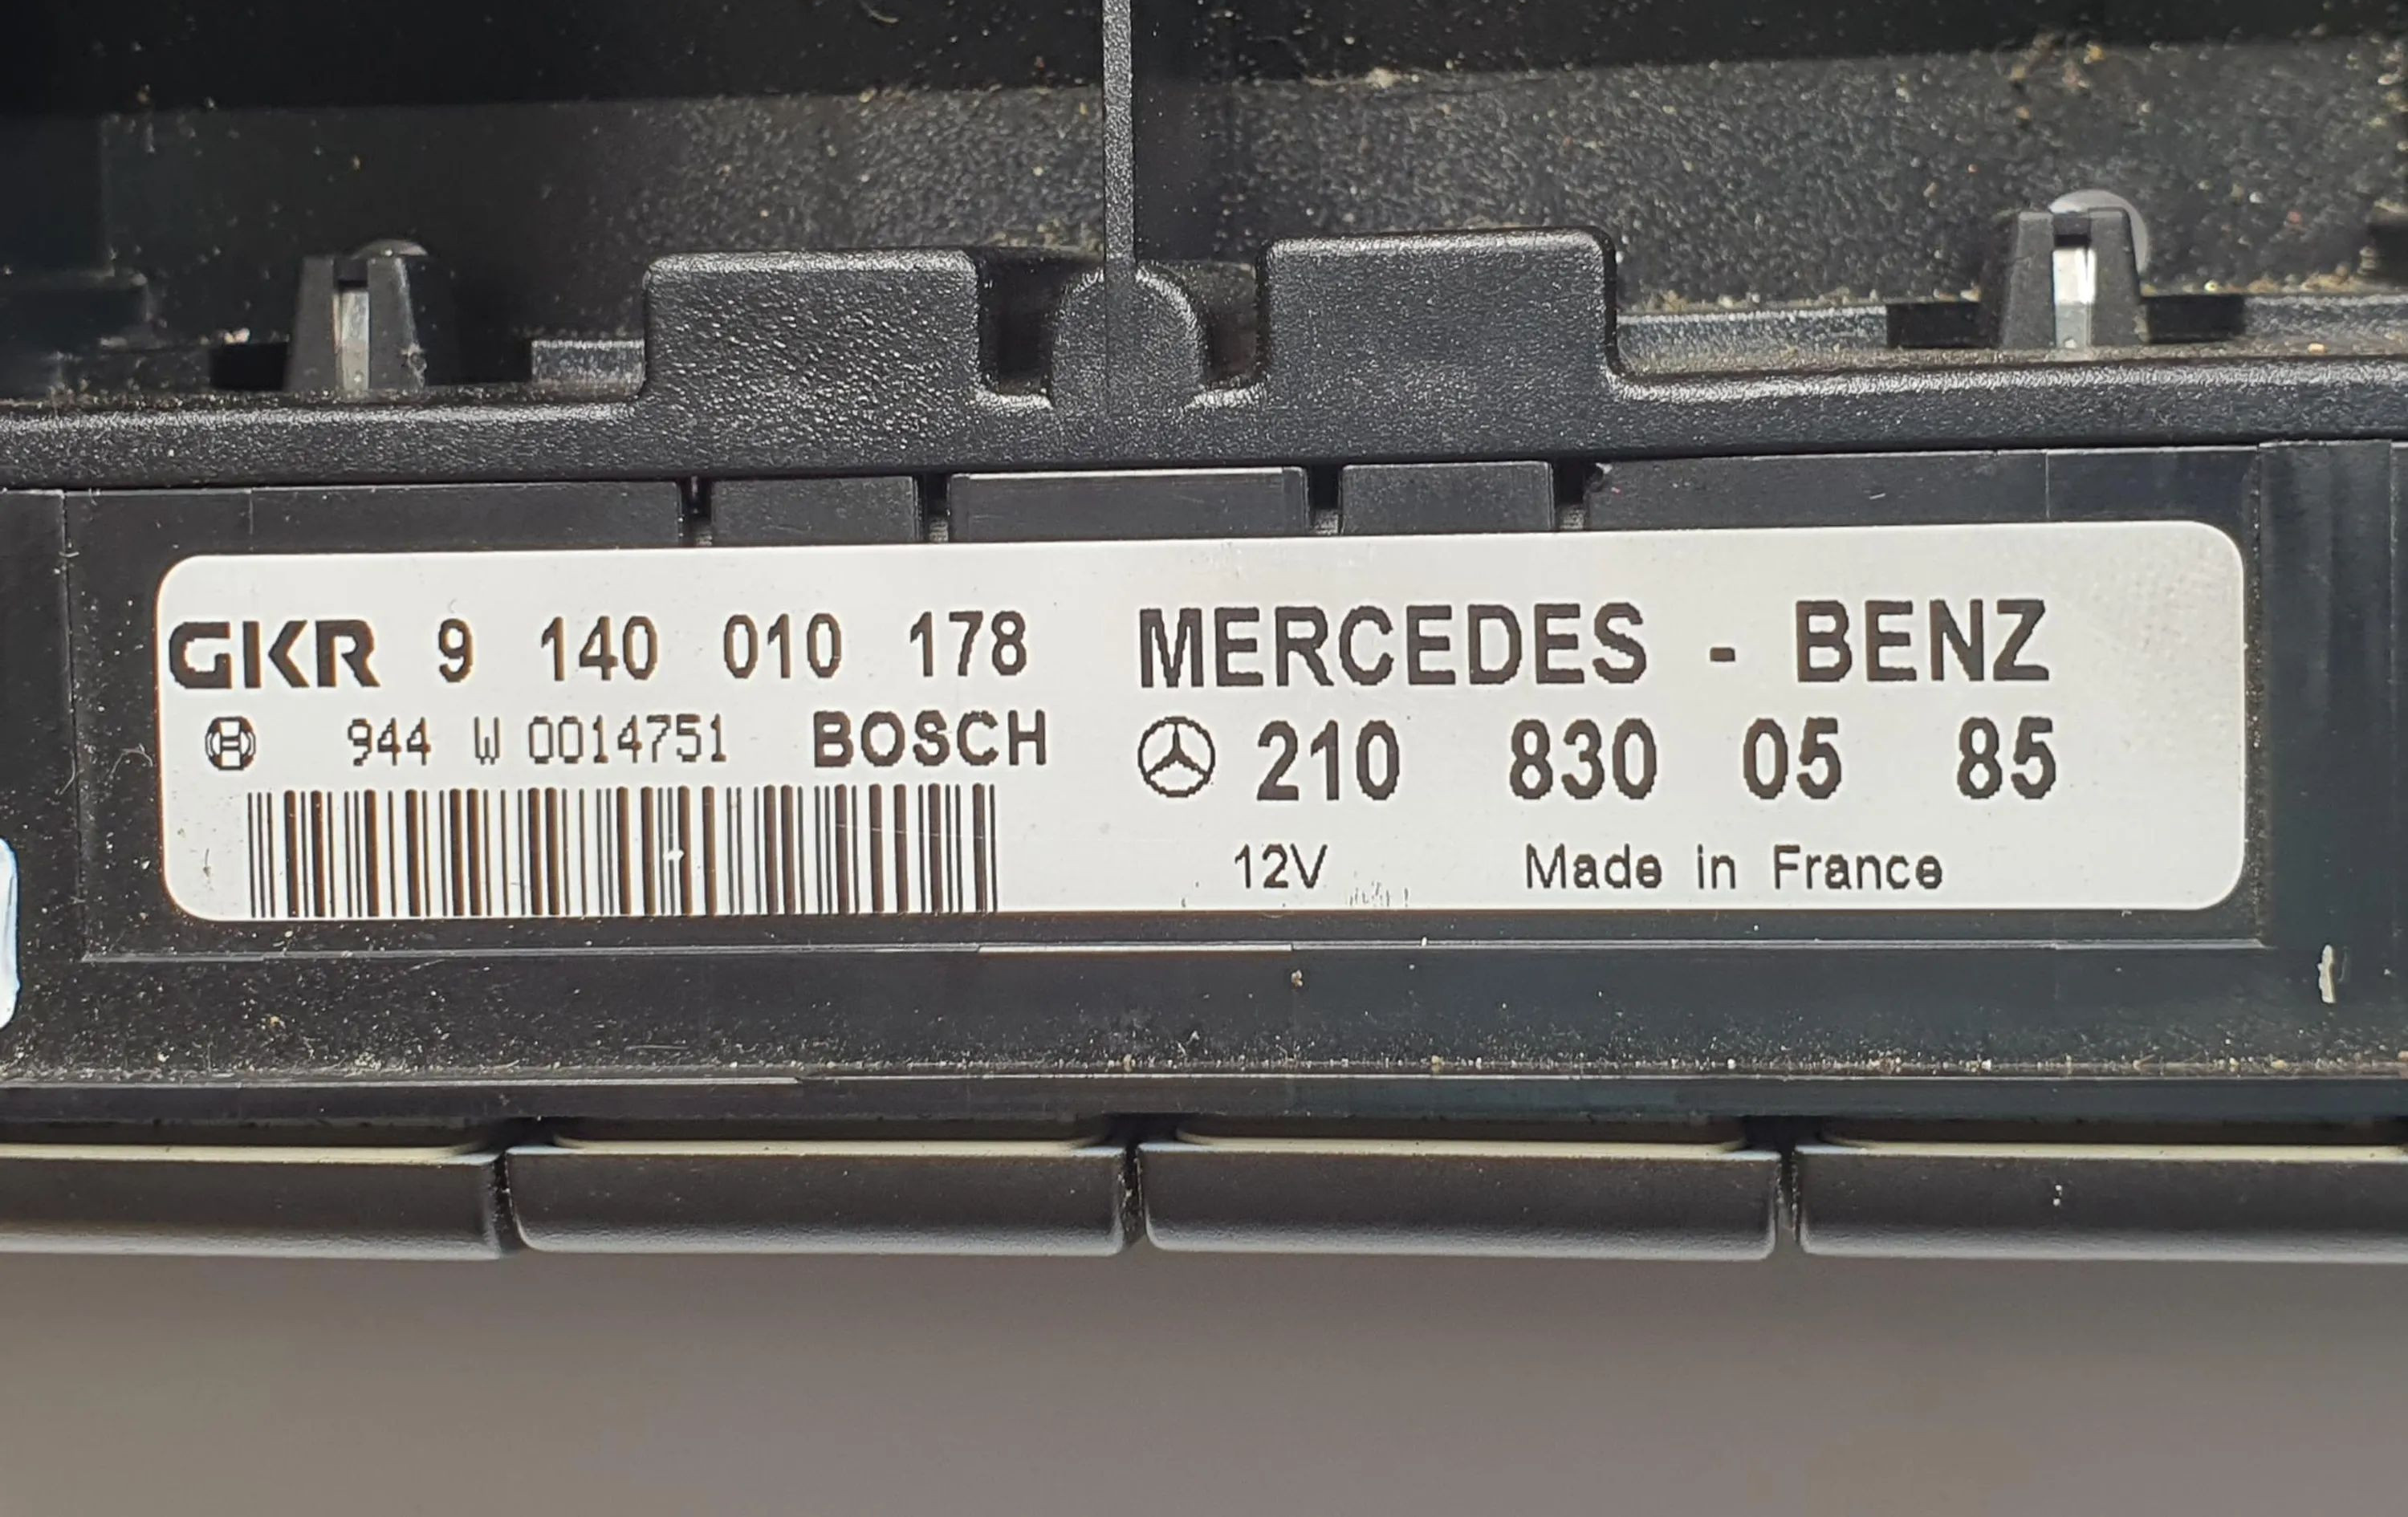 GKR 9 140 010 178
944 W 0014751 BOSCH
MERCEDES - BENZ
210 830 05 85
12V Made in France